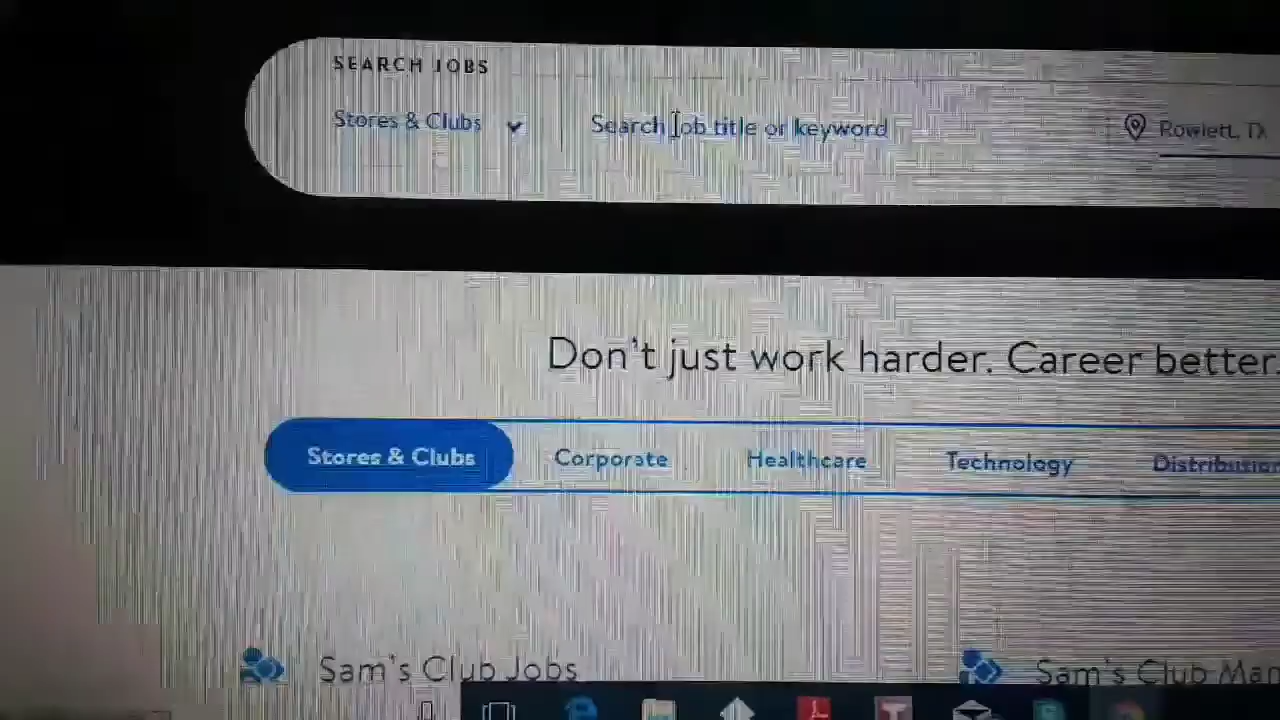 SEARCH JOBS
Stores & Clubs Search job title or keyword Rowlett, TX
Don't just work harder. Career better.
Stores & Clubs Corporate Healthcare Technology Distribution
Sam's Club Jobs Sam's Club Man